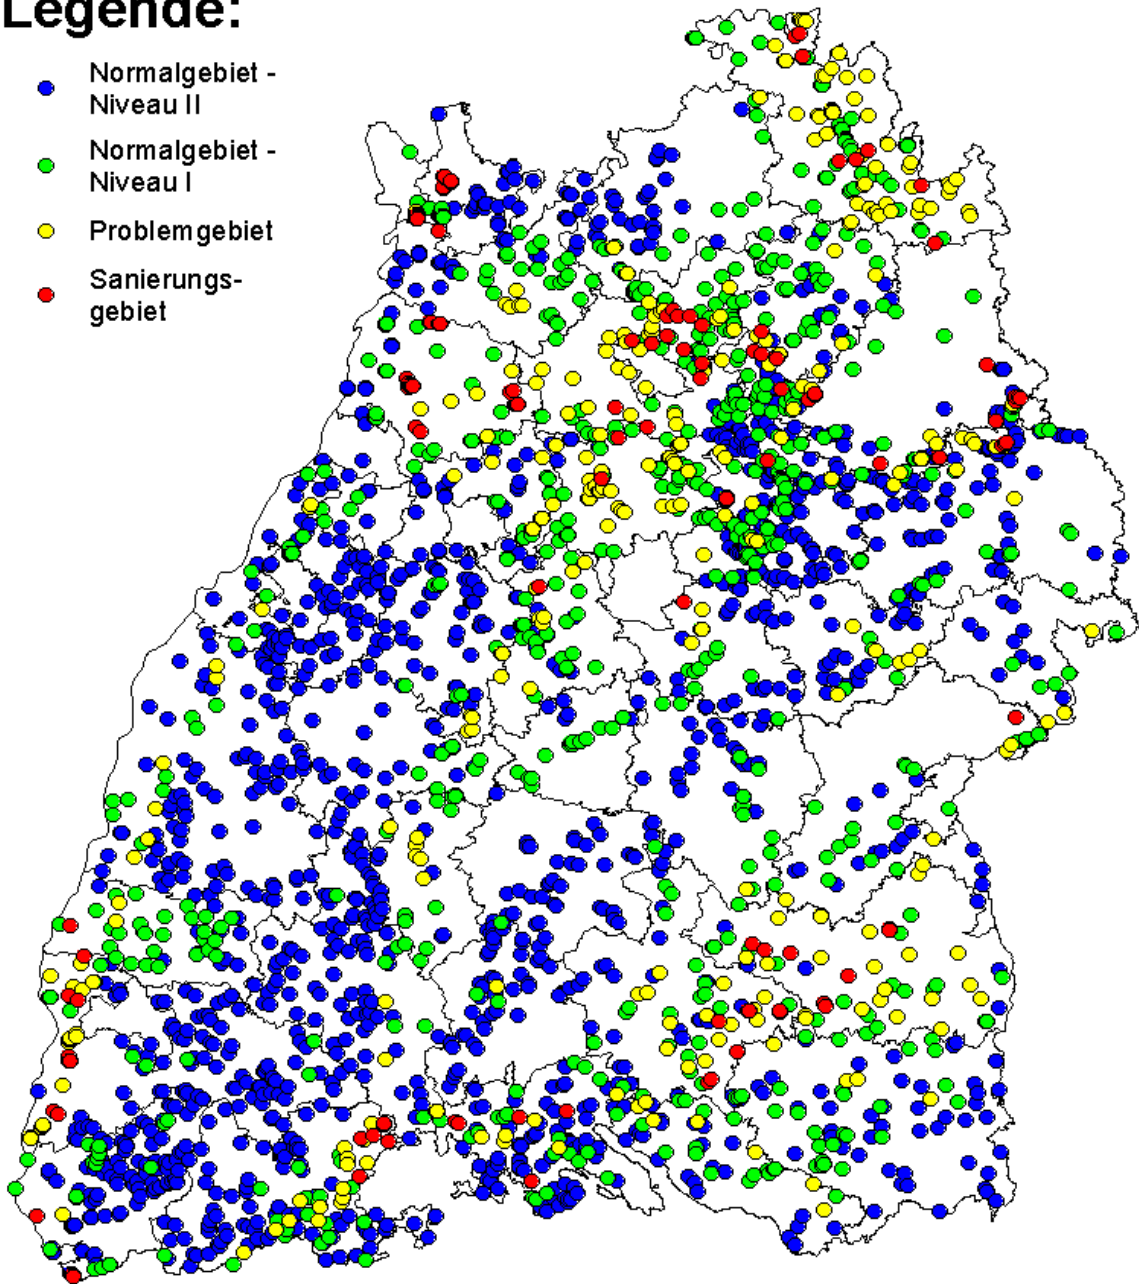 Legende:
Normalgebiet -
Niveau II
Normalgebiet -
Niveau I
Problemgebiet
Sanierungs-
gebiet